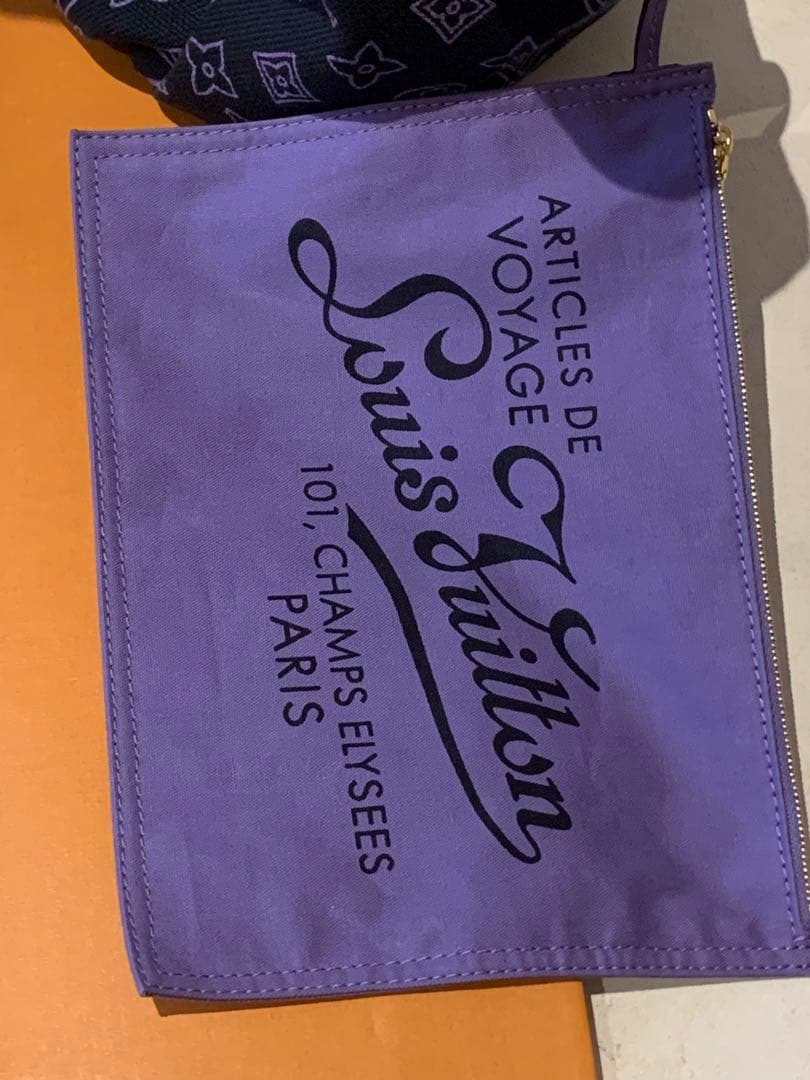 ARTICLES DE
VOYAGE
Louis Vuitton
101, CHAMPS ELYSEES
PARIS